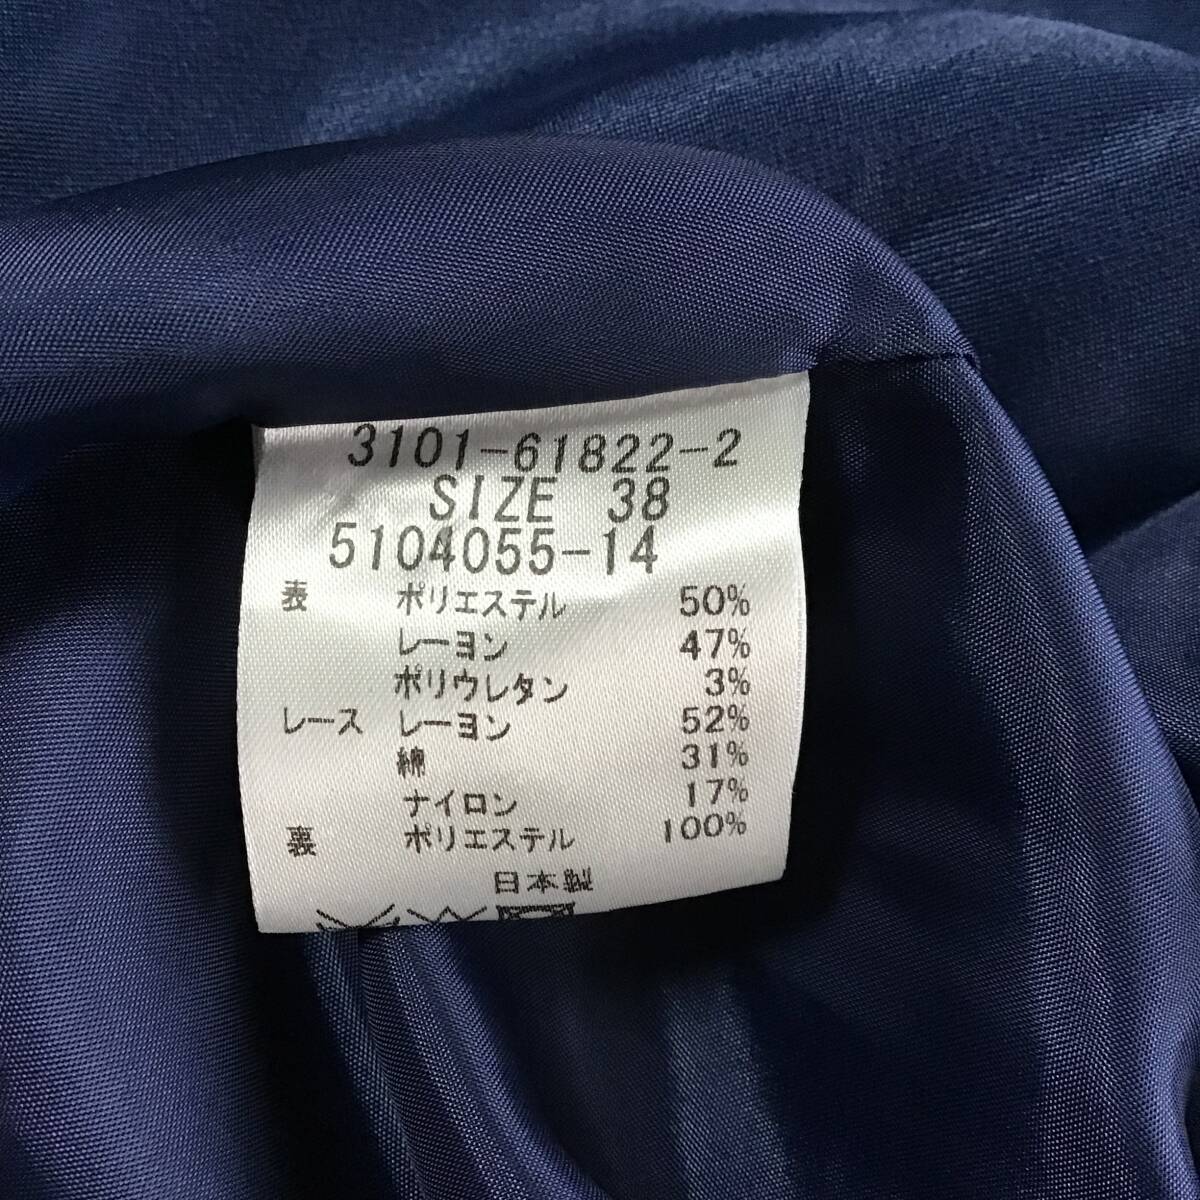 3101-61822-2
SIZE 38
5104055-14
表 ポリエステル 50%
レーヨン 47%
ポリウレタン 3%
レース レーヨン 52%
綿 31%
ナイロン 17%
裏 ポリエステル 100%
日本製